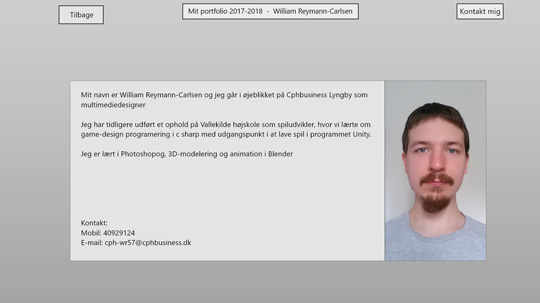 Tilbage
Mit portfolio 2017-2018 - William Reymann-Carlsen
Kontakt mig
Mit navn er William Reymann-Carlsen og jeg går i øjeblikket på Cphbusiness Lyngby som
multimediedesigner
Jeg har tidligere udført et ophold på Vallekilde højskole som spiludvikler, hvor vi lærte om
game-design programering i c sharp med udgangspunkt i at lave spil i programmet Unity.
Jeg er lært i Photoshopog, 3D-modelering og animation i Blender
Kontakt:
Mobil: 40929124
E-mail: cph-wr57@cphbusiness.dk